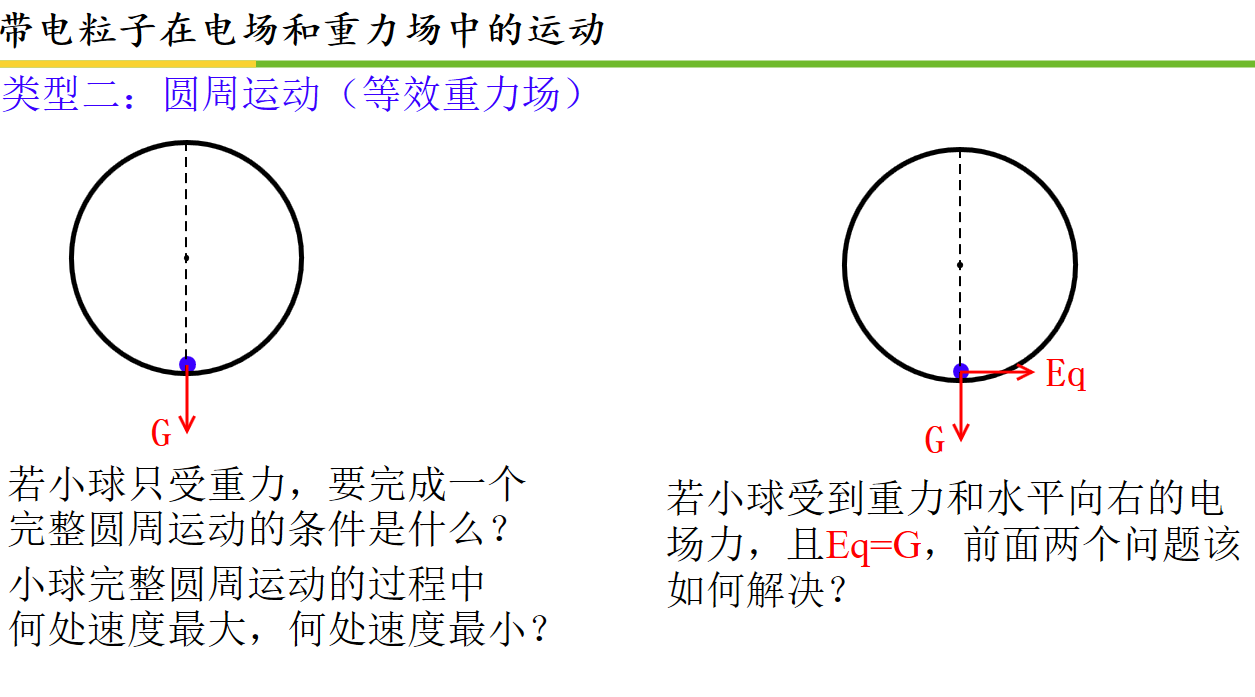 带电粒子在电场和重力场中的运动
类型二：圆周运动（等效重力场）
G
若小球只受重力，要完成一个
完整圆周运动的条件是什么？
小球完整圆周运动的过程中
何处速度最大，何处速度最小？
Eq
G
若小球受到重力和水平向右的电
场力，且Eq=G，前面两个问题该
如何解决？